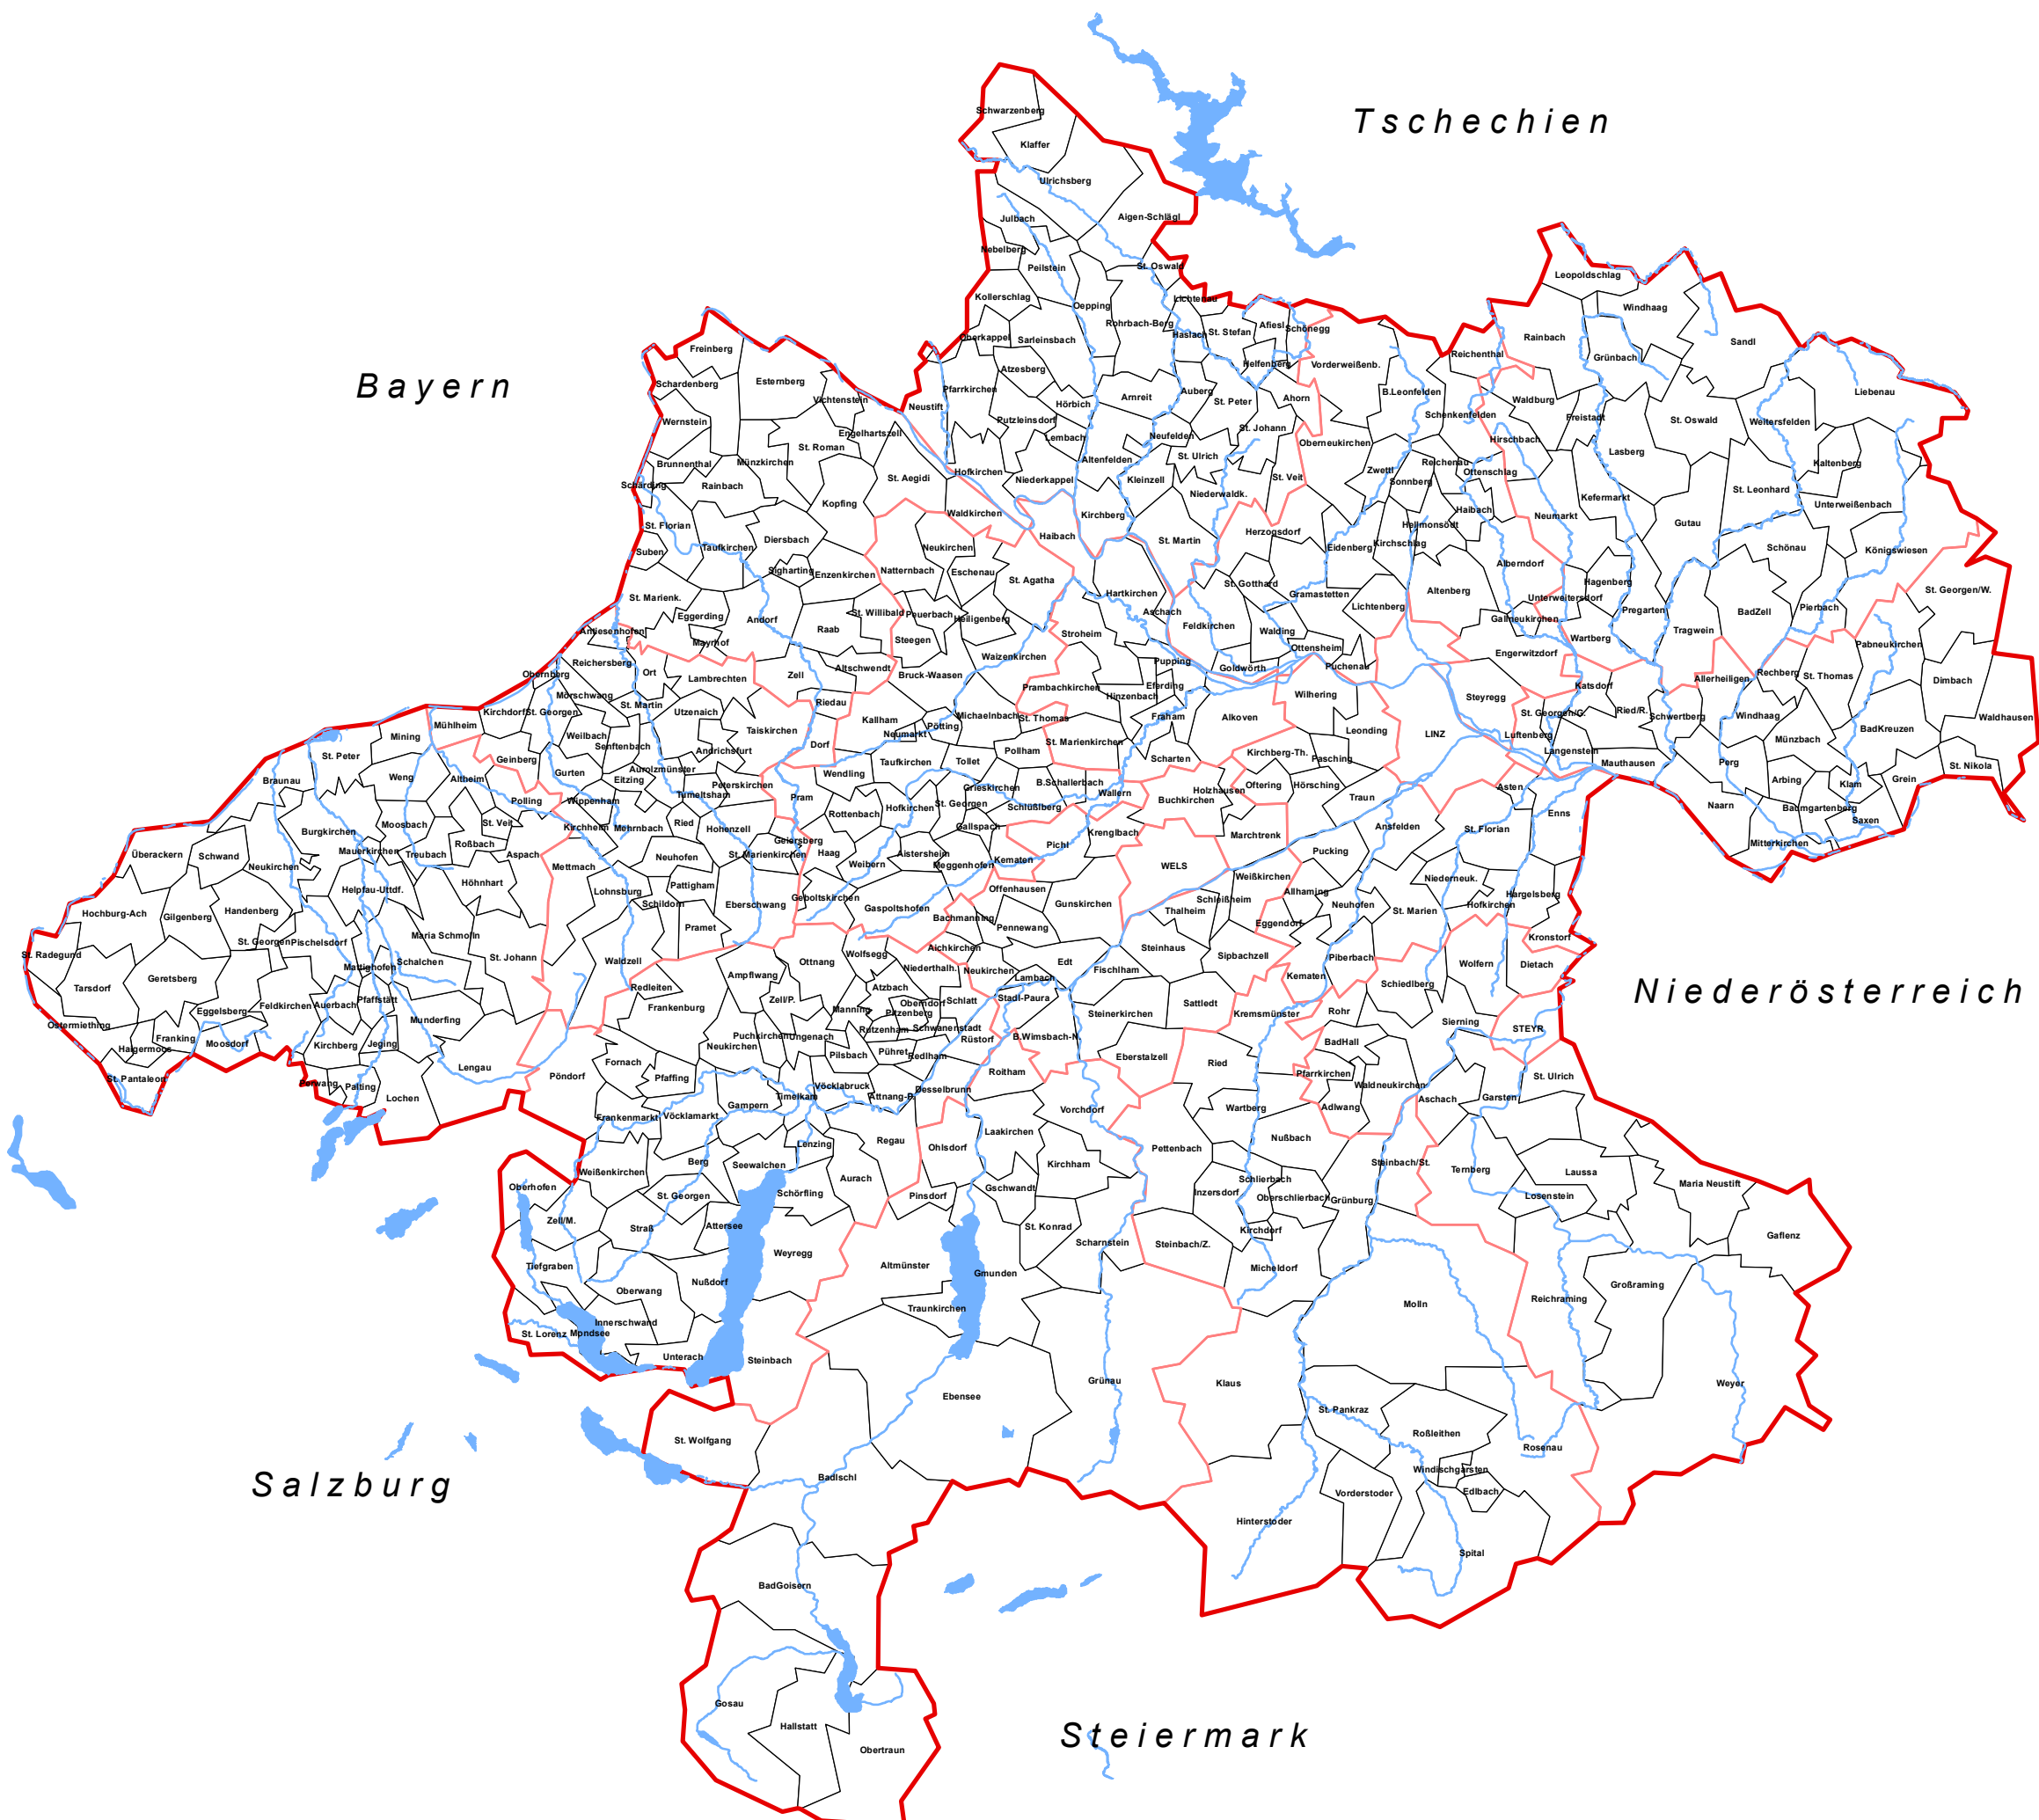 Tschechien
Bayern
Niederösterreich
Salzburg
Steiermark
Schwarzenberg
Klaffer
Ulrichsberg
Aigen-Schlägl
Julbach
Nebelberg
Peilstein
St. Oswald
Kollerschlag
Oepping
Lichtenau
Rohrbach-Berg
Oberkappel
Sarleinsbach
Haslach
St. Stefan
Afiesl
Schönegg
Atzesberg
Helfenberg
Vorderweißenb.
Pfarrkirchen
Neustift
Hörbich
Arnreit
Auberg
St. Peter
Ahorn
Putzleinsdorf
Lembach
Neufelden
St. Johann
Oberneukirchen
B.Leonfelden
Altenfelden
St. Ulrich
Hofkirchen
Niederkappel
Kleinzell
Niederwaldk.
St. Veit
Zwettl
Sonnberg
Reichenau
Ottenschlag
Schenkenfelden
Reichenthal
Leopoldschlag
Windhaag
Rainbach
Grünbach
Sandl
Waldburg
Freistadt
Hirschbach
St. Oswald
Weitersfelden
Liebenau
Lasberg
Kaltenberg
Kefermarkt
St. Leonhard
Unterweißenbach
Neumarkt
Gutau
Schönau
Königswiesen
Haibach
Hellmonsödt
Kirchschlag
Eidenberg
Herzogsdorf
St. Martin
Kirchberg
Haibach
Waldkirchen
Freinberg
Schardenberg
Esternberg
Vichtenstein
Wernstein
Engelhartszell
St. Roman
Brunnenthal
Münzkirchen
Schärding
Rainbach
Kopfing
St. Aegidi
St. Florian
Diersbach
Taufkirchen
Suben
Sigharting
Enzenkirchen
Natternbach
Neukirchen
Eschenau
St. Agatha
Hartkirchen
Aschach
St. Gotthard
Gramastetten
Lichtenberg
Altenberg
Alberndorf
Hagenberg
Unterweitersdorf
Pregarten
Gallneukirchen
Wartberg
Tragwein
BadZell
Pierbach
St. Georgen/W.
Pabneukirchen
St. Marienk.
Eggerding
Mayrhof
Andorf
Raab
St. Willibald
Peuerbach
Heiligenberg
Steegen
Stroheim
Feldkirchen
Walding
Ottensheim
Puchenau
Goldwörth
Engerwitzdorf
Antiesenhofen
Reichersberg
Obernberg
Ort
Mörschwang
Lambrechten
Zell
Altschwendt
Bruck-Waasen
Waizenkirchen
Pupping
Eferding
Hinzenbach
Prambachkirchen
Wilhering
Steyregg
Katsdorf
Allerheiligen
Rechberg
St. Thomas
Dimbach
Waldhausen
Mühlheim
Kirchdorf
St. Georgen
St. Martin
Utzenaich
Riedau
Taiskirchen
Kallham
Neumarkt
Pötting
Michaelnbach
St. Thomas
Fraham
Alkoven
Leonding
LINZ
St. Georgen/G.
Luftenberg
Ried/R.
Schwertberg
Windhaag
Münzbach
BadKreuzen
St. Nikola
Mining
St. Peter
Braunau
Weng
Altheim
Geinberg
Weilbach
Senftenbach
Andrichsfurt
Dorf
Gurten
Aurolzmünster
Eitzing
Tumeltsham
Peterskirchen
Wendling
Taufkirchen
Tollet
Pollham
St. Marienkirchen
Scharten
Kirchberg-Th.
Pasching
Langenstein
Mauthausen
Perg
Arbing
Klam
Grein
Baumgartenberg
Saxen
Naarn
Mitterkirchen
Polling
Wippenham
Pram
Grieskirchen
B.Schallerbach
Wallern
Schlüßlberg
Buchkirchen
Holzhausen
Oftering
Hörsching
Traun
Asten
Enns
Burgkirchen
Moosbach
St. Veit
Roßbach
Kirchheim
Mehrnbach
Ried
Hohenzell
Geiersberg
Rottenbach
Hofkirchen
St. Georgen
Gallspach
Krenglbach
Pichl
Marchtrenk
Ansfelden
St. Florian
Überackern
Schwand
Neukirchen
Mauerkirchen
Treubach
Aspach
Mettmach
Neuhofen
St. Marienkirchen
Haag
Weibern
Aistersheim
Meggenhofen
Kematen
WELS
Weißkirchen
Pucking
Hochburg-Ach
Gilgenberg
Handenberg
Helpfau-Uttdf.
Höhnhart
Lohnsburg
Pattigham
Schildorn
Eberschwang
Geboltskirchen
Gaspoltshofen
Offenhausen
Gunskirchen
Thalheim
Schleißheim
Allhaming
Neuhofen
St. Marien
Niederneuk.
Hofkirchen
Hargelsberg
Kronstorf
St. Radegund
Tarsdorf
Geretsberg
St. Georgen
Pischelsdorf
Maria Schmolln
St. Johann
Waldzell
Pramet
Bachmanning
Pennewang
Aichkirchen
Steinhaus
Sipbachzell
Eggendorf
Piberbach
Wolfern
Dietach
Mattighofen
Schalchen
Ampflwang
Ottnang
Wolfsegg
Niederthalh.
Neukirchen
Edt
Lambach
Fischlham
Kematen
Schiedlberg
Ostermiething
Franking
Haigermoos
St. Pantaleon
Eggelsberg
Moosdorf
Feldkirchen
Auerbach
Pfaffstätt
Kirchberg
Jeging
Munderfing
Perwang
Palting
Lochen
Lengau
Redleiten
Frankenburg
Zell/P.
Atzbach
Manning
Oberndorf
Pitzenberg
Schlatt
Stadl-Paura
Steinerkirchen
Sattledt
Kremsmünster
Rohr
Sierning
STEYR
Neukirchen
Puchkirchen
Ungenach
Rutzenham
Schwanenstadt
Rüstorf
Pilsbach
Pühret
Redlham
B.Wimsbach-N.
Eberstalzell
Ried
BadHall
Pfarrkirchen
Waldneukirchen
Adlwang
St. Ulrich
Garsten
Aschach
Pöndorf
Fornach
Pfaffing
Frankenmarkt
Vöcklamarkt
Gampern
Timelkam
Vöcklabruck
Attnang-P.
Desselbrunn
Roitham
Vorchdorf
Wartberg
Nußbach
Pettenbach
Weißenkirchen
Berg
Seewalchen
Lenzing
Regau
Ohlsdorf
Laakirchen
Kirchham
Oberhofen
Zell/M.
St. Georgen
Straß
Attersee
Schörfling
Aurach
Pinsdorf
Gschwandt
St. Konrad
Scharnstein
Inzersdorf
Schlierbach
Oberschlierbach
Grünburg
Steinbach/St.
Ternberg
Laussa
Losenstein
Maria Neustift
Gaflenz
Tiefgraben
Oberwang
Nußdorf
Weyregg
Altmünster
Gmunden
Traunkirchen
Steinbach/Z.
Kirchdorf
Micheldorf
Molln
Reichraming
Großraming
Weyer
St. Lorenz
Mondsee
Innerschwand
Unterach
Steinbach
Ebensee
Grünau
Klaus
St. Pankraz
Roßleithen
Rosenau
Windischgarsten
Edlbach
Vorderstoder
Hinterstoder
Spital
St. Wolfgang
BadIschl
BadGoisern
Gosau
Hallstatt
Obertraun